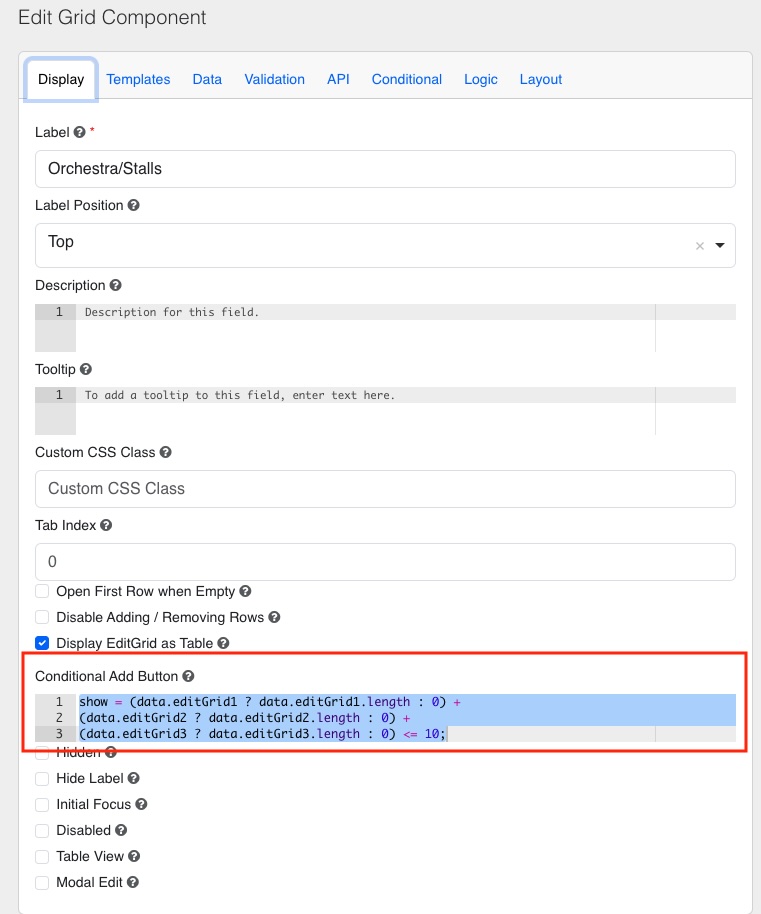 Edit Grid Component
Display Templates Data Validation API Conditional Logic Layout
Label *
Orchestra/Stalls
Label Position
Top
Description
1 Description for this field.
Tooltip
1 To add a tooltip to this field, enter text here.
Custom CSS Class
Custom CSS Class
Tab Index
0
Open First Row when Empty
Disable Adding / Removing Rows
Display EditGrid as Table
Conditional Add Button
1 show = (data.editGrid1 ? data.editGrid1.length : 0) +
2 (data.editGrid2 ? data.editGrid2.length : 0) +
3 (data.editGrid3 ? data.editGrid3.length : 0) <= 10;
Hidden
Hide Label
Initial Focus
Disabled
Table View
Modal Edit